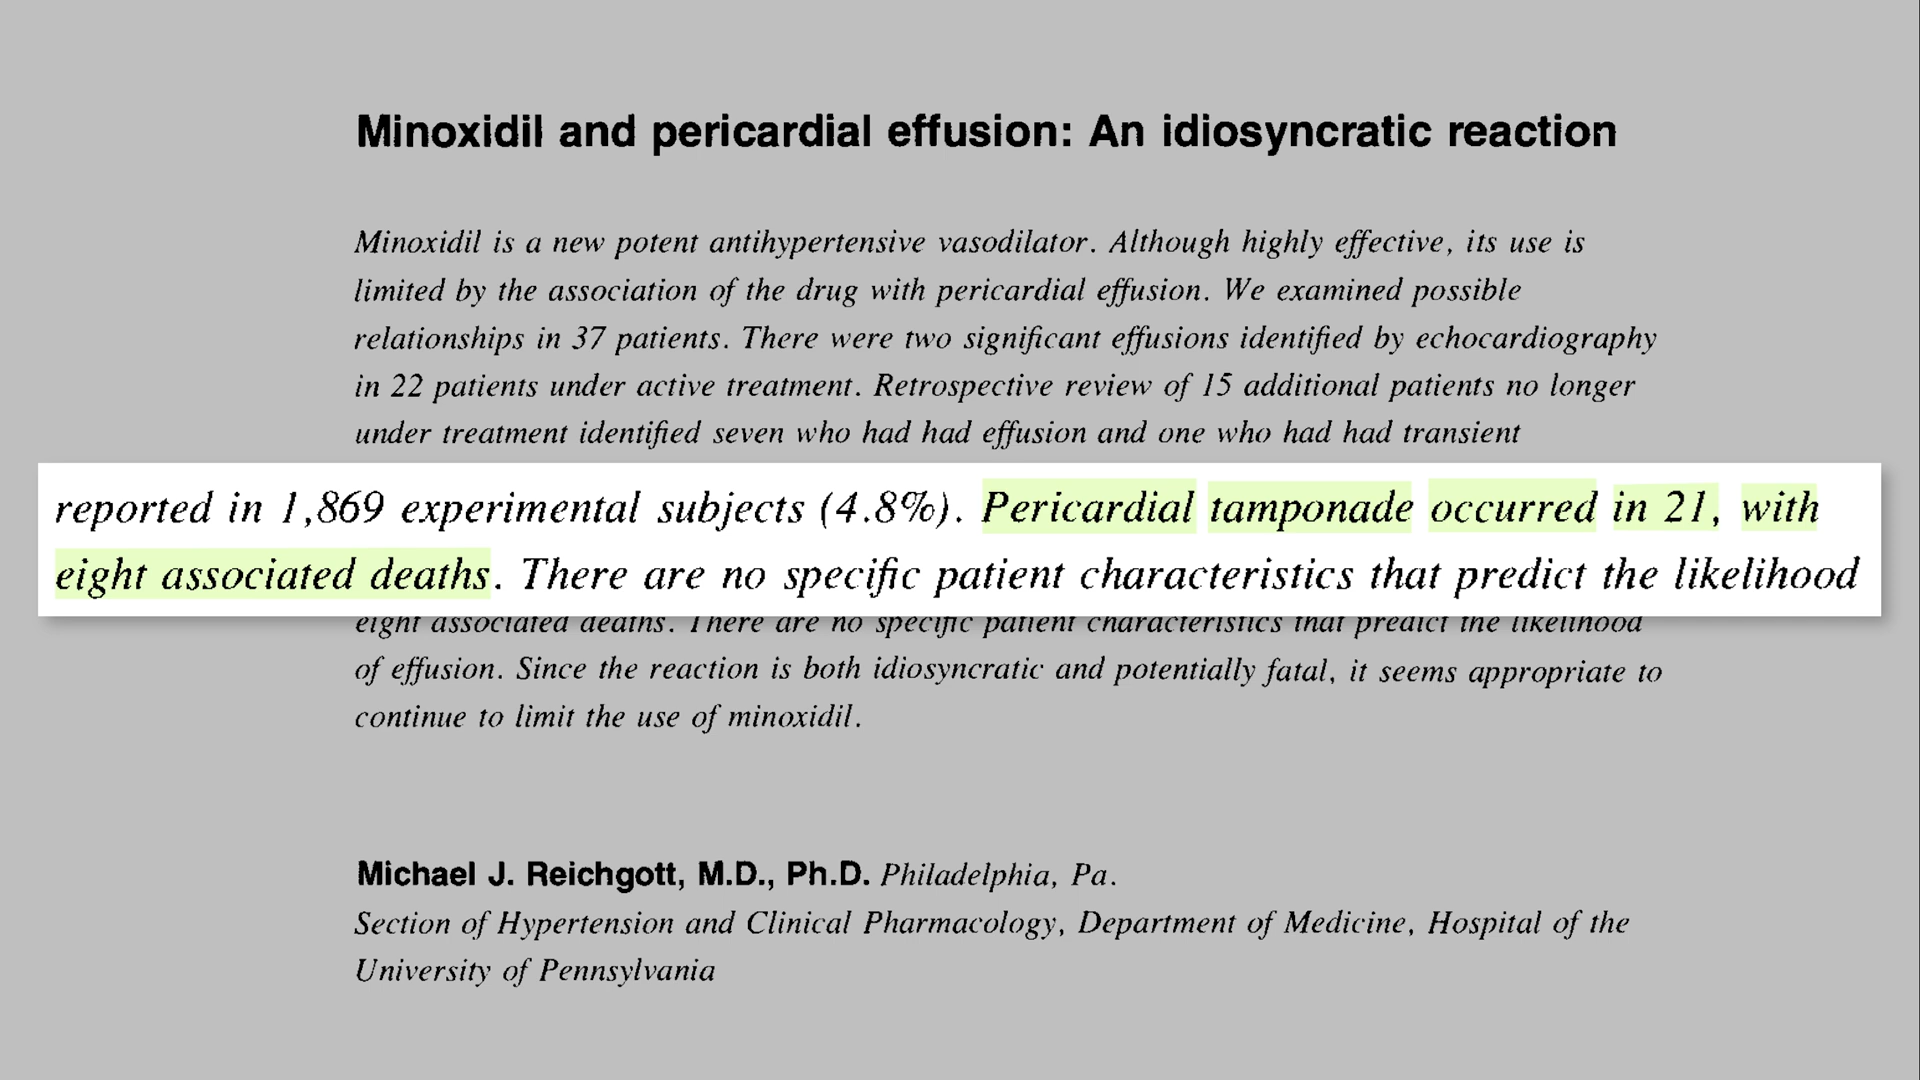 Minoxidil and pericardial effusion: An idiosyncratic reaction
Minoxidil is a new potent antihypertensive vasodilator. Although highly effective, its use is
limited by the association of the drug with pericardial effusion. We examined possible
relationships in 37 patients. There were two significant effusions identified by echocardiography
in 22 patients under active treatment. Retrospective review of 15 additional patients no longer
under treatment identified seven who had had effusion and one who had had transient
reported in 1,869 experimental subjects (4.8%). Pericardial tamponade occurred in 21, with
eight associated deaths. There are no specific patient characteristics that predict the likelihood
eight associated deaths. There are no specific patient characteristics that predict the likelihood
of effusion. Since the reaction is both idiosyncratic and potentially fatal, it seems appropriate to
continue to limit the use of minoxidil.
Michael J. Reichgott, M.D., Ph.D. Philadelphia, Pa.
Section of Hypertension and Clinical Pharmacology, Department of Medicine, Hospital of the
University of Pennsylvania